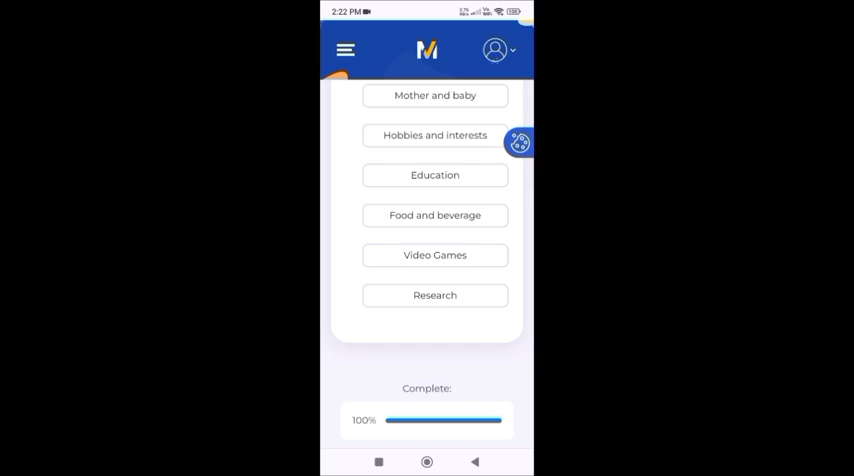 2:22 PM
Mother and baby
Hobbies and interests
Education
Food and beverage
Video Games
Research
Complete:
100%